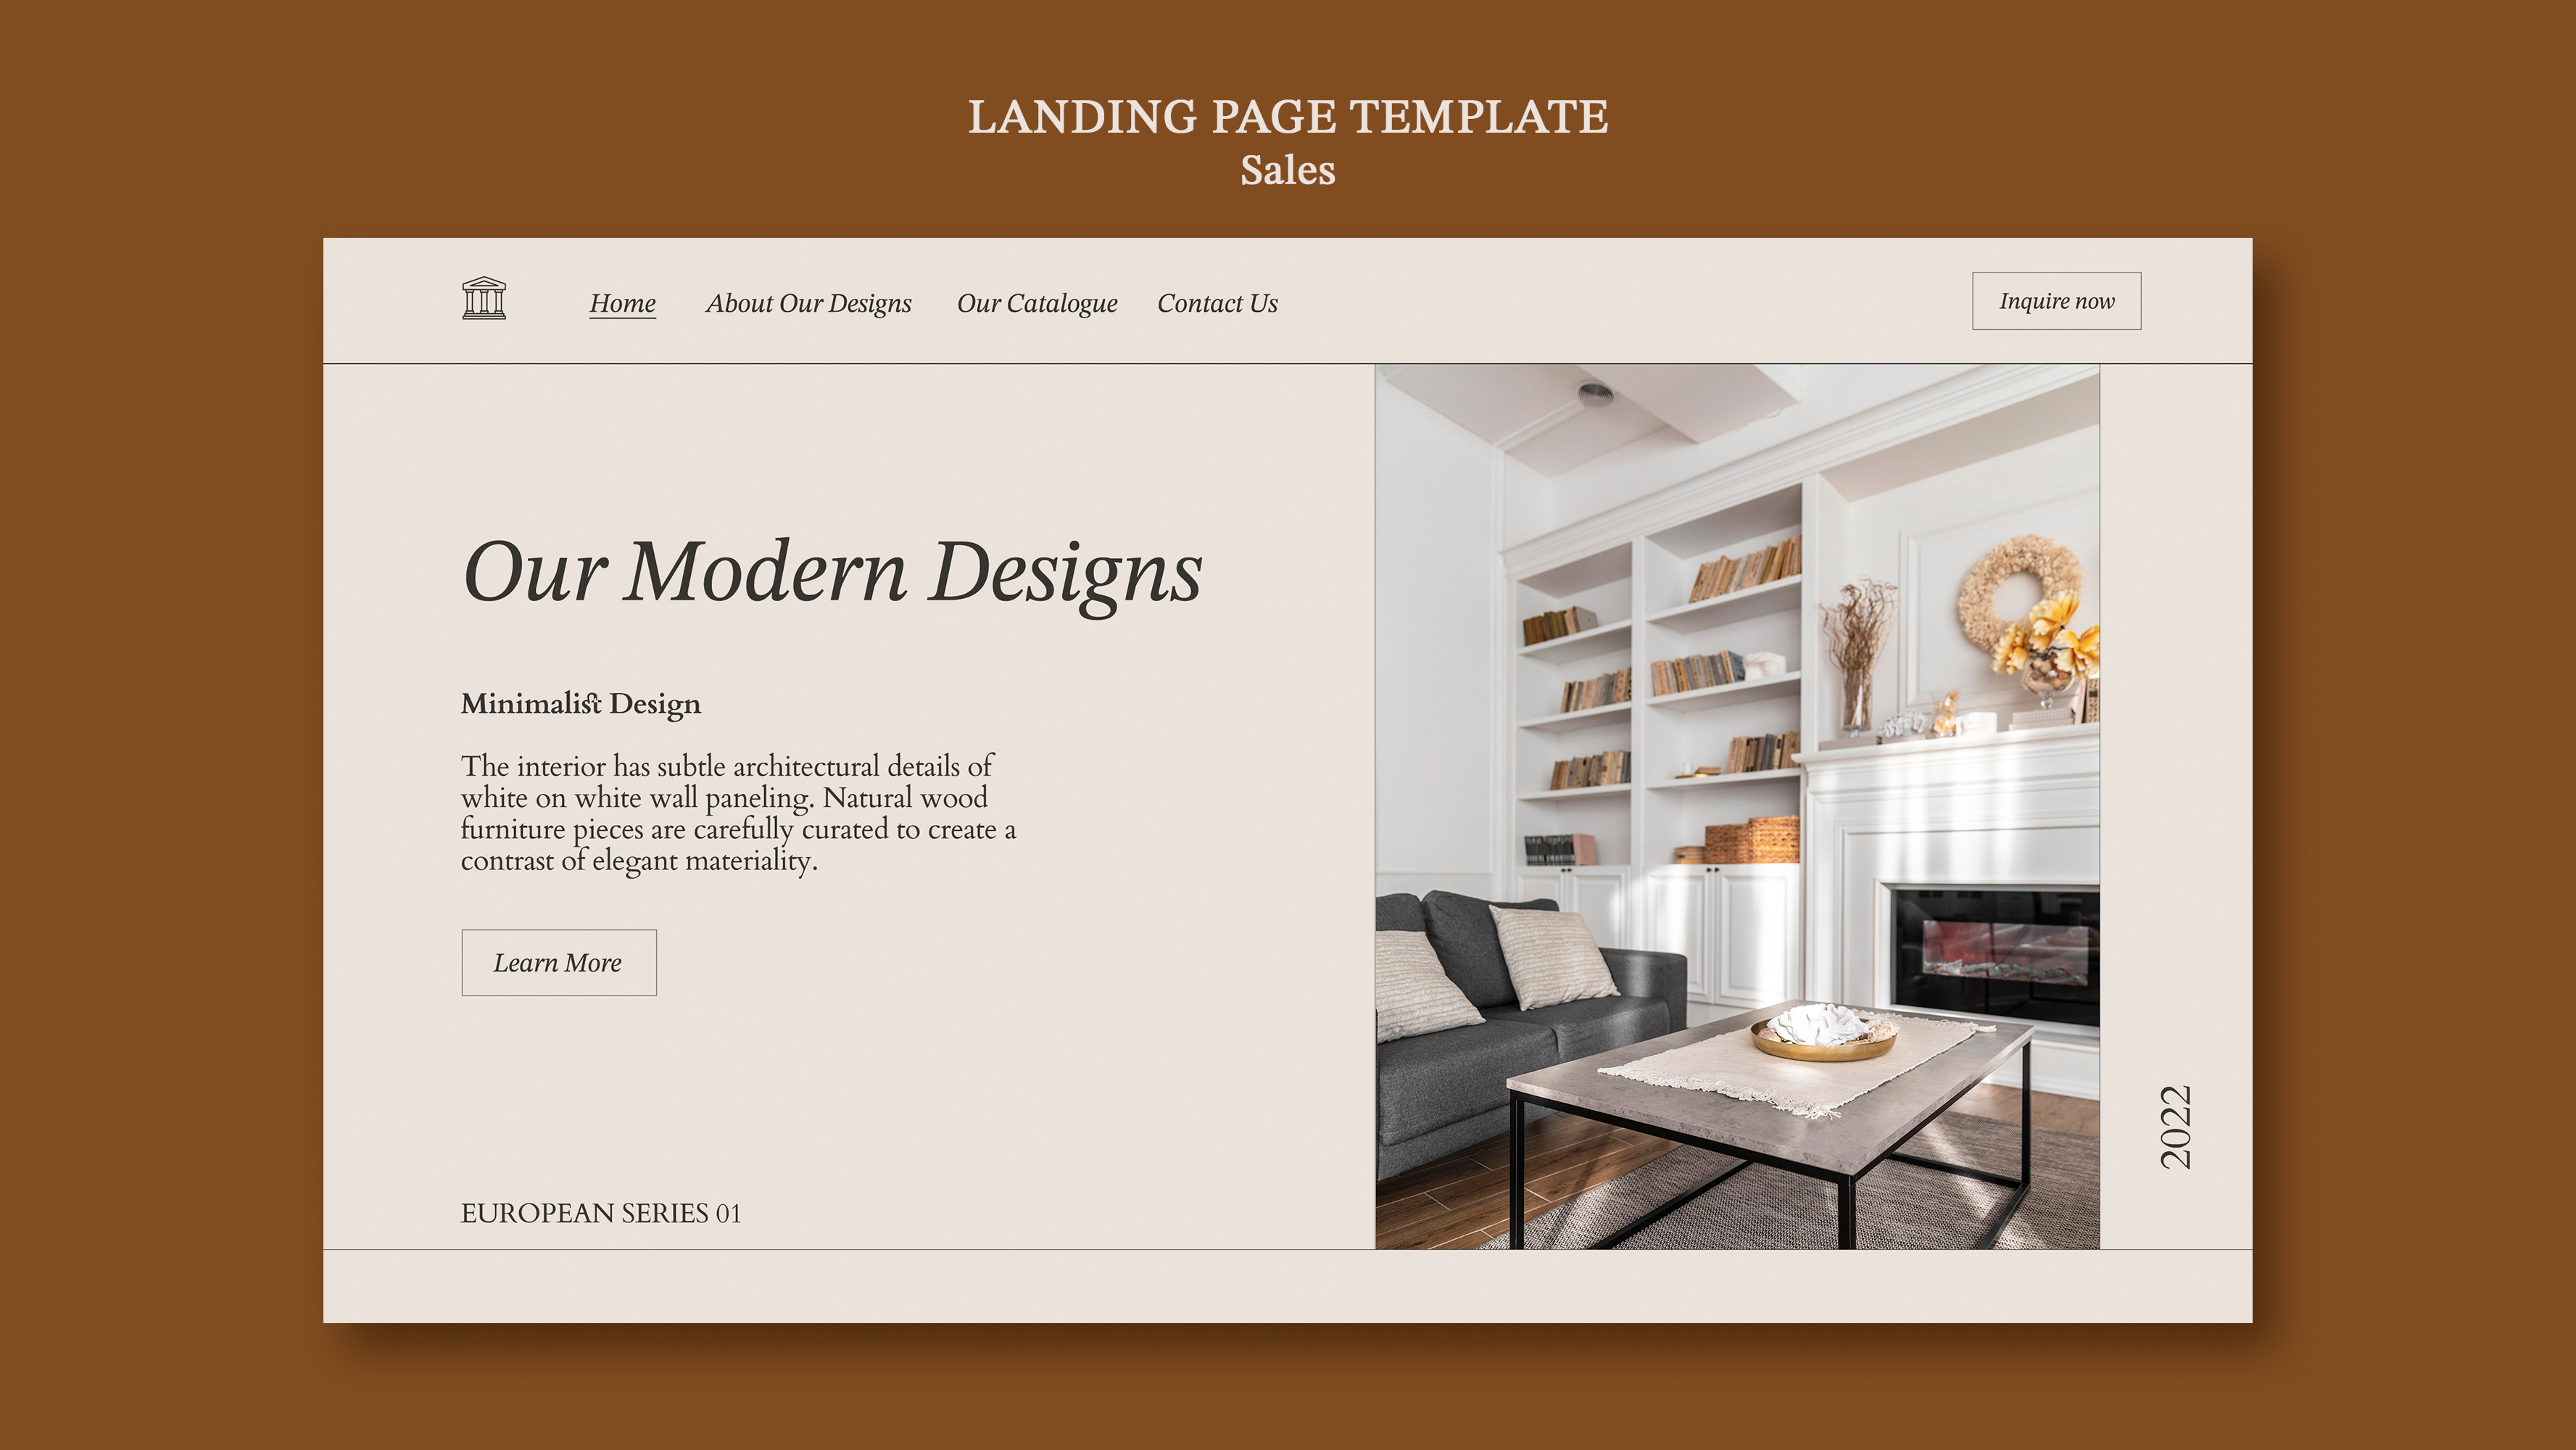 LANDING PAGE TEMPLATE
Sales
Home About Our Designs Our Catalogue Contact Us Inquire now
Our Modern Designs
Minimalist Design
The interior has subtle architectural details of
white on white wall paneling. Natural wood
furniture pieces are carefully curated to create a
contrast of elegant materiality.
Learn More
EUROPEAN SERIES 01
2022